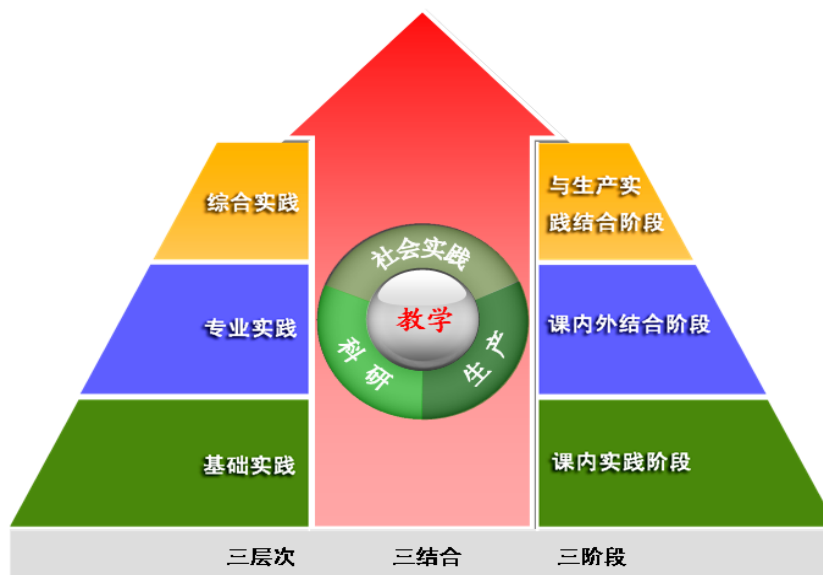 综合实践
专业实践
基础实践
社会实践
教学
科研
生产
与生产实
践结合阶段
课内外结合阶段
课内实践阶段
三层次
三结合
三阶段